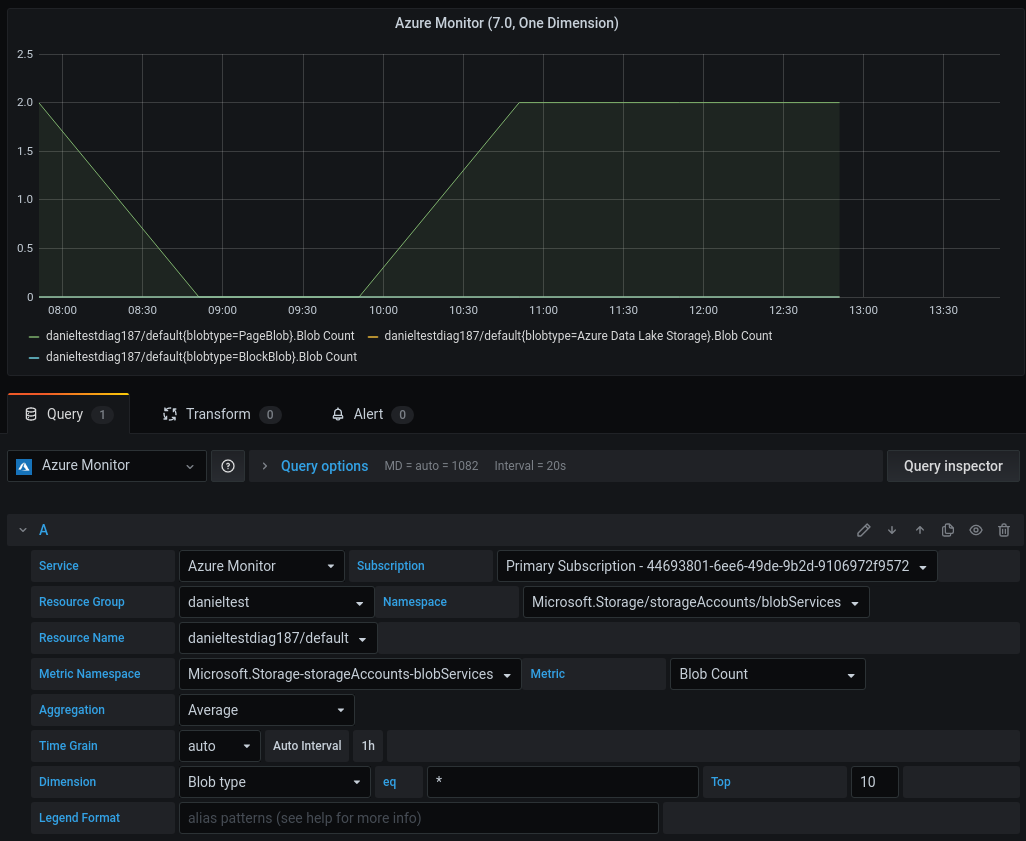 Azure Monitor (7.0, One Dimension)
2.5
2.0
1.5
1.0
0.5
0
08:00 08:30 09:00 09:30 10:00 10:30 11:00 11:30 12:00 12:30 13:00 13:30
danieltestdiag187/default{blobtype=PageBlob}.Blob Count danieltestdiag187/default{blobtype=Azure Data Lake Storage}.Blob Count
danieltestdiag187/default{blobtype=BlockBlob}.Blob Count
Query 1 Transform 0 Alert 0
Azure Monitor ? > Query options MD = auto = 1082 Interval = 20s Query inspector
A
Service Azure Monitor Subscription Primary Subscription - 44693801-6ee6-49de-9b2d-9106972f9572
Resource Group danieltest Namespace Microsoft.Storage/storageAccounts/blobServices
Resource Name danieltestdiag187/default
Metric Namespace Microsoft.Storage-storageAccounts-blobServices Metric Blob Count
Aggregation Average
Time Grain auto Auto Interval 1h
Dimension Blob type eq * Top 10
Legend Format alias patterns (see help for more info)